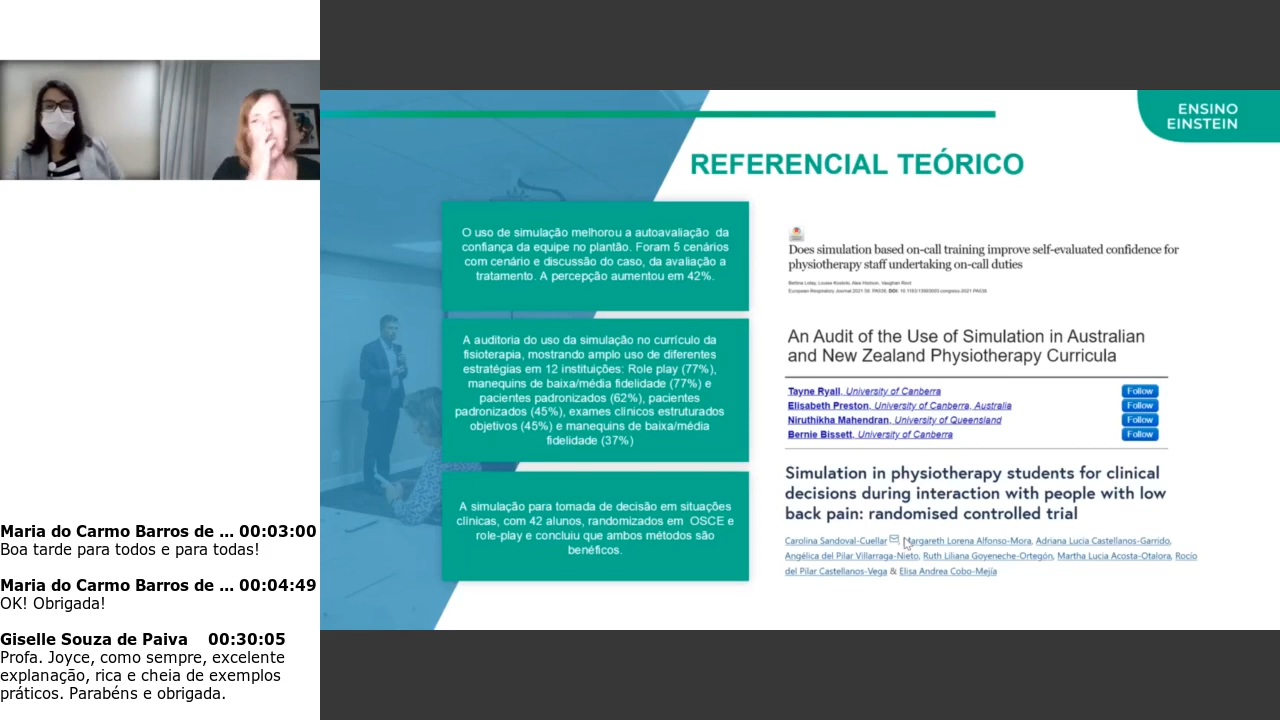 Maria do Carmo Barros de ... 00:03:00
Boa tarde para todos e para todas!
Maria do Carmo Barros de ... 00:04:49
OK! Obrigada!
Giselle Souza de Paiva 00:30:05
Profa. Joyce, como sempre, excelente
explanação, rica e cheia de exemplos
práticos. Parabéns e obrigada.
ENSINO
EINSTEIN
REFERENCIAL TEÓRICO
O uso de simulação melhorou a autoavaliação da
confiança da equipe no plantão. Foram 5 cenários
com cenário e discussão do caso, da avaliação a
tratamento. A percepção aumentou em 42%.
A auditoria do uso da simulação no currículo da
fisioterapia, mostrando amplo uso de diferentes
estratégias em 12 instituições: Role play (77%),
manequins de baixa/média fidelidade (77%) e
pacientes padronizados (62%), pacientes
padronizados (45%), exames clínicos estruturados
objetivos (45%) e manequins de baixa/média
fidelidade (37%)
A simulação para tomada de decisão em situações
clínicas, com 42 alunos, randomizados em OSCE e
role-play e concluiu que ambos métodos são
benéficos.
Does simulation based on-call training improve self-evaluated confidence for
physiotherapy staff undertaking on-call duties
European Respiratory Journal 2021
An Audit of the Use of Simulation in Australian
and New Zealand Physiotherapy Curricula
Tayne Ryall, University of Canberra Follow
Elisabeth Preston, University of Canberra, Australia Follow
Niruthikha Mahendran, University of Queensland Follow
Bernie Bissett, University of Canberra Follow
Simulation in physiotherapy students for clinical
decisions during interaction with people with low
back pain: randomised controlled trial
Carolina Sandoval-Cuellar, Margareth Lorena Alfonso-Mora, Adriana Lucia Castellanos-Garrido,
Angélica del Pilar Villarraga-Nieto, Ruth Liliana Goyeneche-Ortegón, Martha Lucia Acosta-Otalora, Rocío
del Pilar Castellanos-Vega & Elisa Andrea Cobo-Mejía